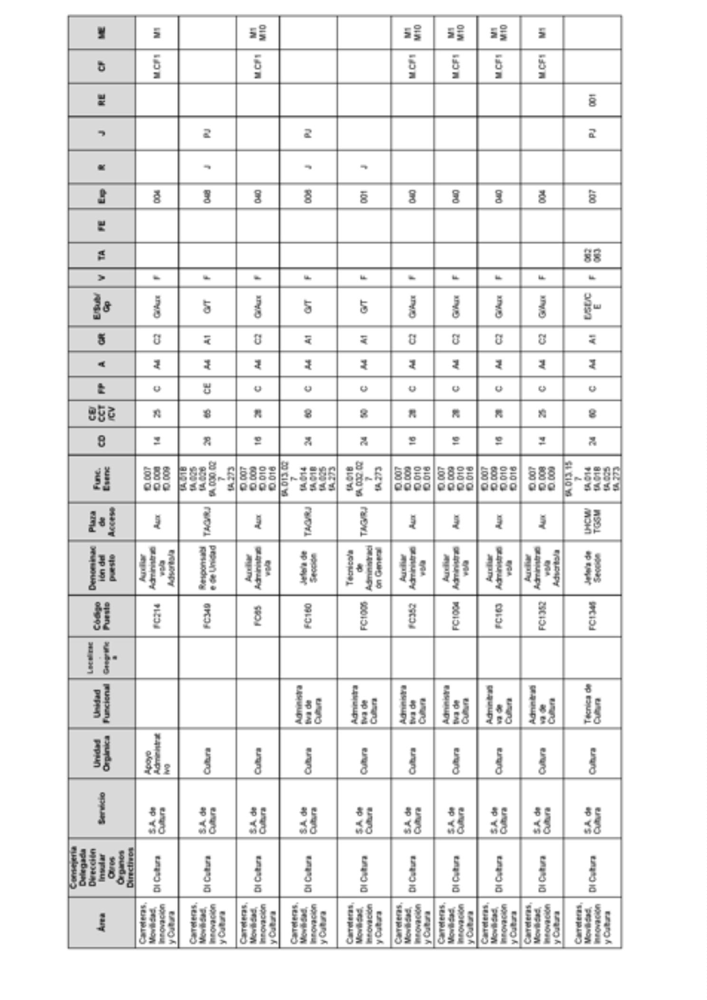 Área | Consejería Delegada Dirección Insular Otros Órganos Directivos | Servicio | Unidad Orgánica | Unidad Funcional | Localizac. Geográfica | Código Puesto | Denominación del puesto | Plaza de Acceso | Func. Esenc | CD | CE/ CCT /CV | FP | A | GR | E/Sub/ Gp | V | TA | FE | Exp | R | J | RE | CF | ME
Carreteras, Movilidad, Innovación y Cultura | DI Cultura | S.A. de Cultura | Apoyo Administrativo | | | FC214 | Auxiliar Administrativo/a Adscrito/a | Aux | fD.007 fD.008 fD.009 | 14 | 25 | C | A4 | C2 | G/Aux | F | | | 004 | | | | M.CF1 | M1
Carreteras, Movilidad, Innovación y Cultura | DI Cultura | S.A. de Cultura | Cultura | | | FC349 | Responsable de Unidad | TAG/RJ | fA.018 fA.025 fA.026 fA.030.027 fA.273 | 26 | 65 | CE | A4 | A1 | G/T | F | | | 048 | J | PJ | | |
Carreteras, Movilidad, Innovación y Cultura | DI Cultura | S.A. de Cultura | Cultura | | | FC65 | Auxiliar Administrativo/a | Aux | fD.007 fD.009 fD.010 fD.016 | 16 | 28 | C | A4 | C2 | G/Aux | F | | | 040 | | | | M.CF1 | M1 M10
Carreteras, Movilidad, Innovación y Cultura | DI Cultura | S.A. de Cultura | Cultura | Administrativa de Cultura | | FC160 | Jefe/a de Sección | TAG/RJ | fA.013.027 fA.014 fA.018 fA.025 fA.273 | 24 | 60 | C | A4 | A1 | G/T | F | | | 006 | J | PJ | | |
Carreteras, Movilidad, Innovación y Cultura | DI Cultura | S.A. de Cultura | Cultura | Administrativa de Cultura | | FC1005 | Técnico/a de Administración General | TAG/RJ | fA.018 fA.032.027 fA.273 | 24 | 50 | C | A4 | A1 | G/T | F | | | 001 | J | | | |
Carreteras, Movilidad, Innovación y Cultura | DI Cultura | S.A. de Cultura | Cultura | Administrativa de Cultura | | FC352 | Auxiliar Administrativo/a | Aux | fD.007 fD.009 fD.010 fD.016 | 16 | 28 | C | A4 | C2 | G/Aux | F | | | 040 | | | | M.CF1 | M1 M10
Carreteras, Movilidad, Innovación y Cultura | DI Cultura | S.A. de Cultura | Cultura | Administrativa de Cultura | | FC1004 | Auxiliar Administrativo/a | Aux | fD.007 fD.009 fD.010 fD.016 | 16 | 28 | C | A4 | C2 | G/Aux | F | | | 040 | | | | M.CF1 | M1 M10
Carreteras, Movilidad, Innovación y Cultura | DI Cultura | S.A. de Cultura | Cultura | Adminitrativa de Cultura | | FC163 | Auxiliar Administrativo/a | Aux | fD.007 fD.009 fD.010 fD.016 | 16 | 28 | C | A4 | C2 | G/Aux | F | | | 040 | | | | M.CF1 | M1 M10
Carreteras, Movilidad, Innovación y Cultura | DI Cultura | S.A. de Cultura | Cultura | Adminitrativa de Cultura | | FC1352 | Auxiliar Administrativo/a Adscrito/a | Aux | fD.007 fD.008 fD.009 | 14 | 25 | C | A4 | C2 | G/Aux | F | | | 004 | | | | M.CF1 | M1
Carreteras, Movilidad, Innovación y Cultura | DI Cultura | S.A. de Cultura | Cultura | Técnica de Cultura | | FC1346 | Jefe/a de Sección | LHCM/ TGSM | fA.013.157 fA.014 fA.018 fA.025 fA.273 | 24 | 60 | C | A4 | A1 | E/SE/CE | F | 062 063 | | 007 | | PJ | 001 | |